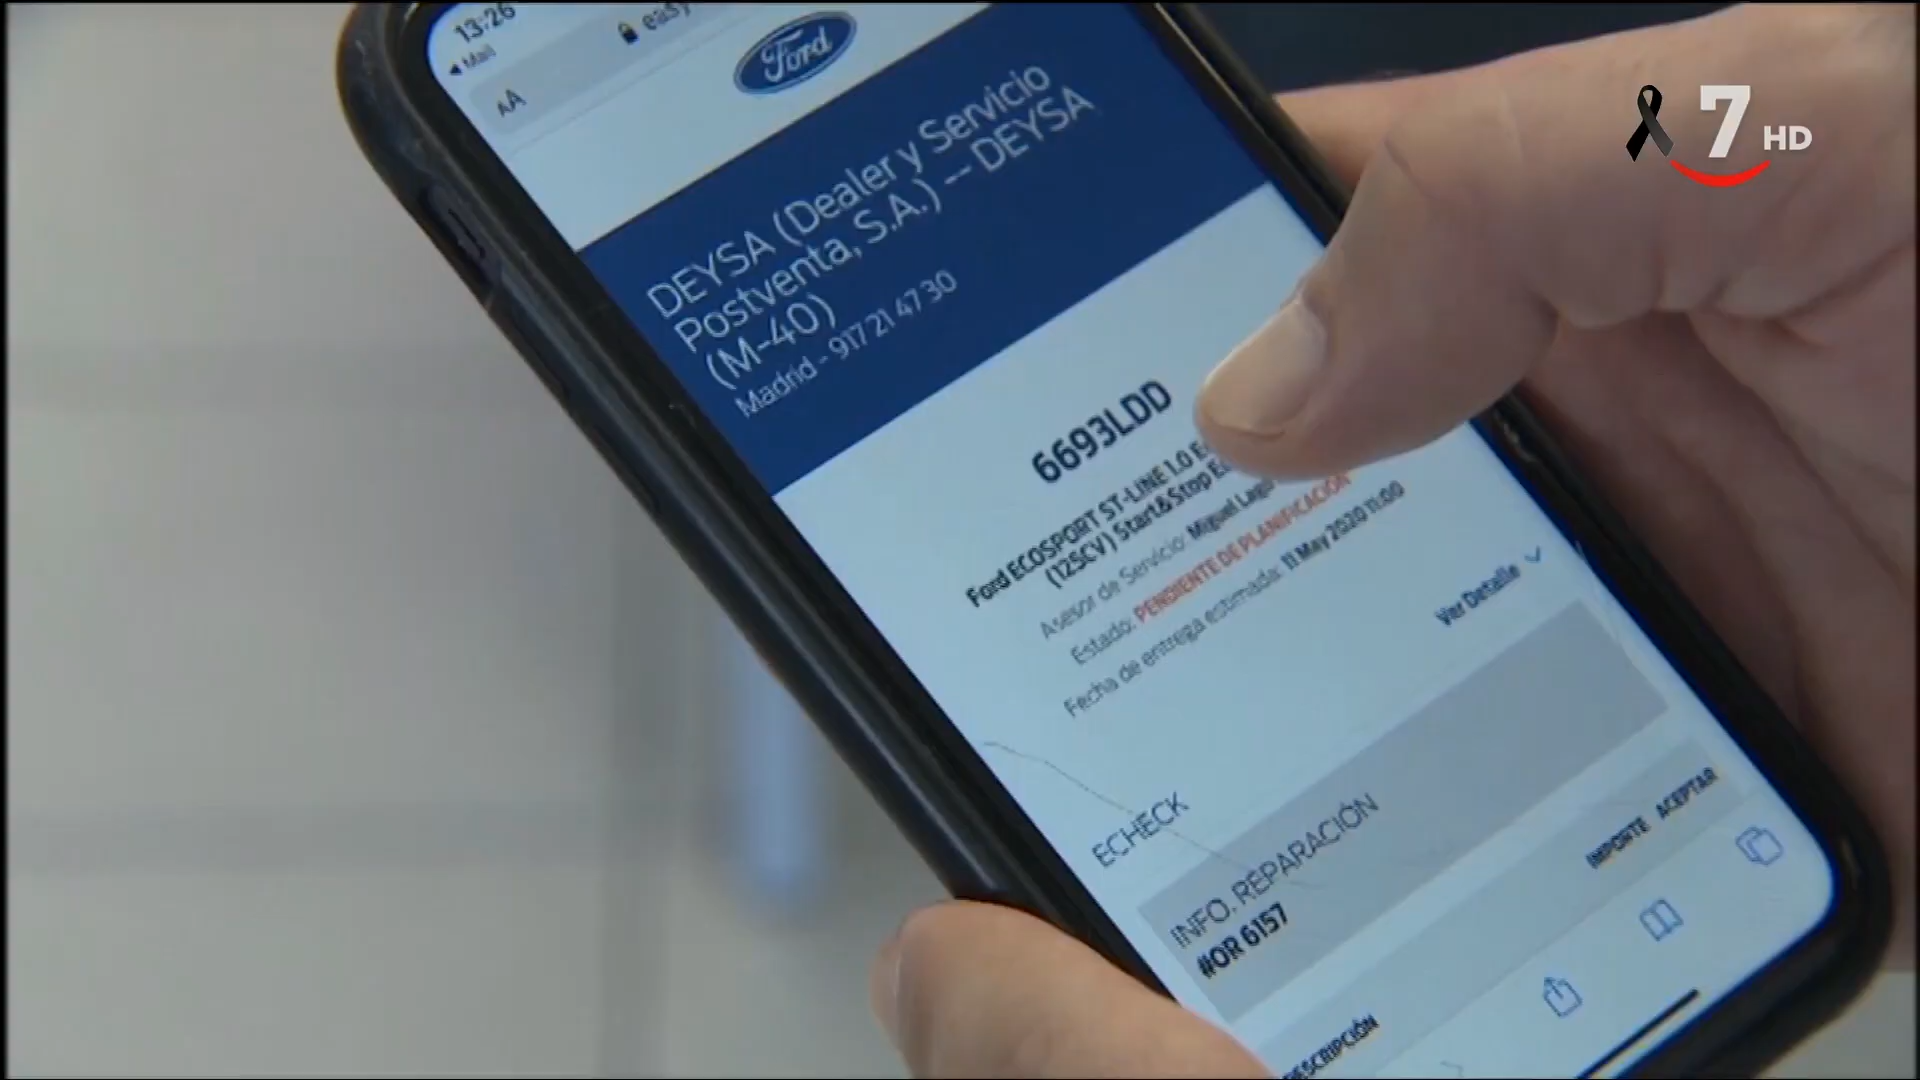 13:26
Mail
AA
easy
Ford
DEYSA (Dealer y Servicio
Postventa, S.A.) -- DEYSA
(M-40)
Madrid - 917 21 47 30
6693LDD
Ford ECOSPORT ST-LINE 1.0
(125CV) Start&Stop
Asesor de Servicio: Miguel
Estado: PENDIENTE DE PLANIFICACIÓN
Fecha de entrega estimada: 11 May 2020 11:00
Ver Detalle
ECHECK
INFO. REPARACIÓN
#OR 6157
DESCRIPCIÓN
IMPORTE ACEPTAR
7 HD